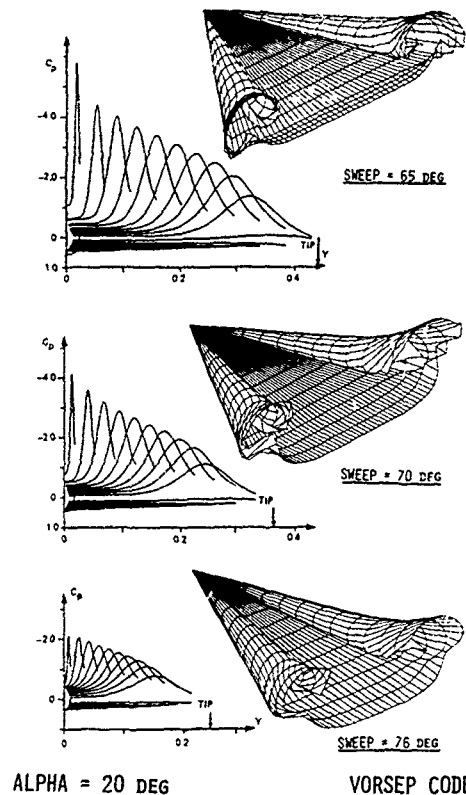 Cp
-4.0
-2.0
0
1.0
0
0.2
0.4
TIP
Y
SWEEP = 65 DEG
Cp
-4.0
-2.0
0
1.0
0
0.2
0.4
TIP
SWEEP = 70 DEG
Cp
-2.0
0
0
0.2
TIP
Y
SWEEP = 76 DEG
ALPHA = 20 DEG
VORSEP CODE